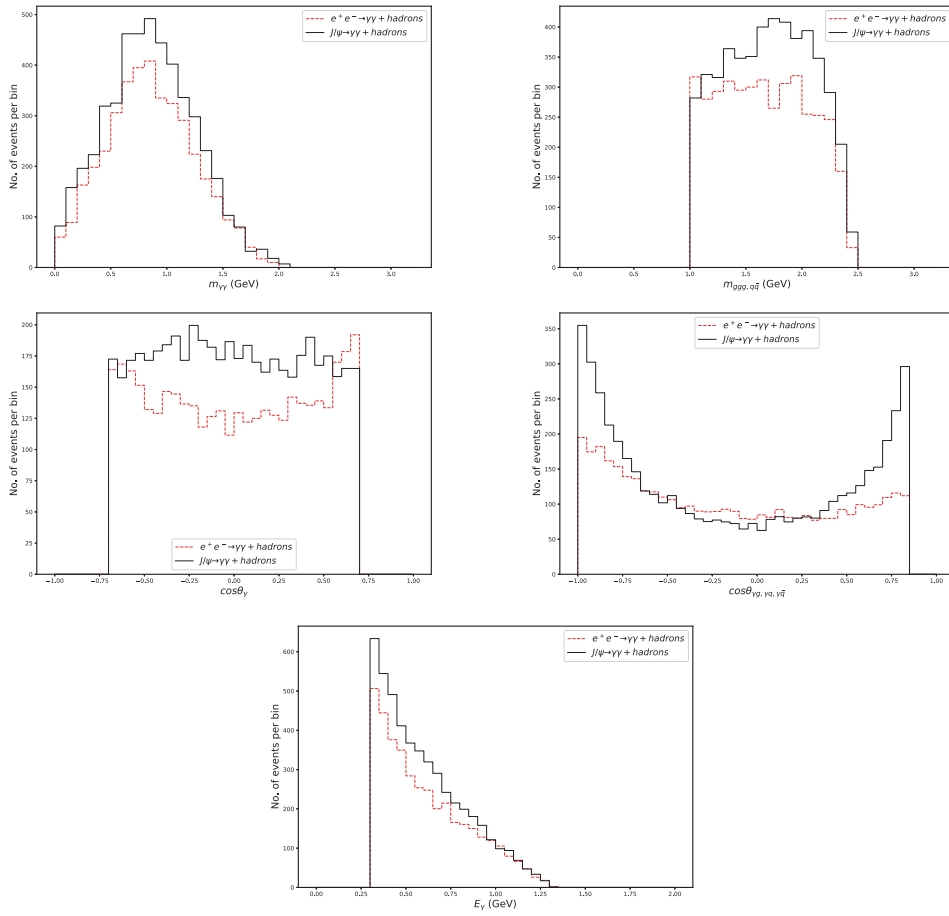 e⁺e⁻→γγ + hadrons
J/ψ→γγ + hadrons
No. of events per bin
500
400
300
200
100
0
0.0 0.5 1.0 1.5 2.0 2.5 3.0
mγγ (GeV)
e⁺e⁻→γγ + hadrons
J/ψ→γγ + hadrons
No. of events per bin
400
350
300
250
200
150
100
50
0
0.0 0.5 1.0 1.5 2.0 2.5 3.0
mggg,qq̄ (GeV)
200
175
150
125
100
75
50
25
0
No. of events per bin
e⁺e⁻→γγ + hadrons
J/ψ→γγ + hadrons
−1.00 −0.75 −0.50 −0.25 0.00 0.25 0.50 0.75 1.00
cosθγ
e⁺e⁻→γγ + hadrons
J/ψ→γγ + hadrons
No. of events per bin
350
300
250
200
150
100
50
0
−1.00 −0.75 −0.50 −0.25 0.00 0.25 0.50 0.75 1.00
cosθγg,γq,γq̄
e⁺e⁻→γγ + hadrons
J/ψ→γγ + hadrons
No. of events per bin
600
500
400
300
200
100
0
0.00 0.25 0.50 0.75 1.00 1.25 1.50 1.75 2.00
Eγ (GeV)